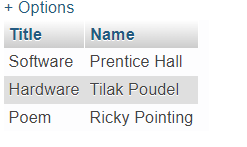 + Options
Title Name
Software Prentice Hall
Hardware Tilak Poudel
Poem Ricky Pointing